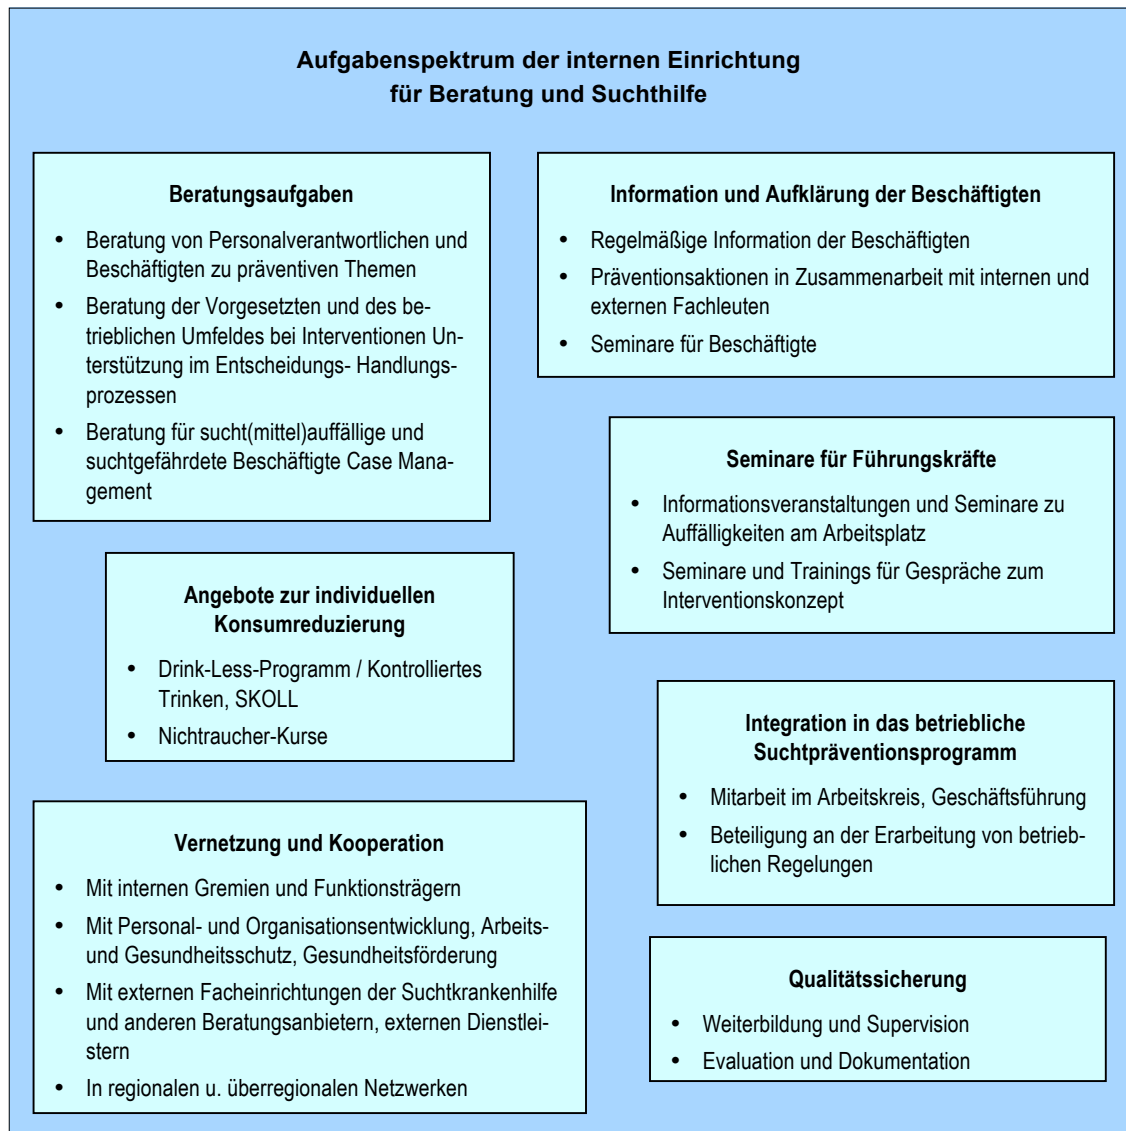 Aufgabenspektrum der internen Einrichtung
für Beratung und Suchthilfe
Beratungsaufgaben
• Beratung von Personalverantwortlichen und
Beschäftigten zu präventiven Themen
• Beratung der Vorgesetzten und des be-
trieblichen Umfeldes bei Interventionen Un-
terstützung im Entscheidungs- Handlungs-
prozessen
• Beratung für sucht(mittel)auffällige und
suchtgefährdete Beschäftigte Case Mana-
gement
Information und Aufklärung der Beschäftigten
• Regelmäßige Information der Beschäftigten
• Präventionsaktionen in Zusammenarbeit mit internen und
externen Fachleuten
• Seminare für Beschäftigte
Seminare für Führungskräfte
• Informationsveranstaltungen und Seminare zu
Auffälligkeiten am Arbeitsplatz
• Seminare und Trainings für Gespräche zum
Interventionskonzept
Angebote zur individuellen
Konsumreduzierung
• Drink-Less-Programm / Kontrolliertes
Trinken, SKOLL
• Nichtraucher-Kurse
Integration in das betriebliche
Suchtpräventionsprogramm
• Mitarbeit im Arbeitskreis, Geschäftsführung
• Beteiligung an der Erarbeitung von betrieb-
lichen Regelungen
Vernetzung und Kooperation
• Mit internen Gremien und Funktionsträgern
• Mit Personal- und Organisationsentwicklung, Arbeits-
und Gesundheitsschutz, Gesundheitsförderung
• Mit externen Facheinrichtungen der Suchtkrankenhilfe
und anderen Beratungsanbietern, externen Dienstlei-
stern
• In regionalen u. überregionalen Netzwerken
Qualitätssicherung
• Weiterbildung und Supervision
• Evaluation und Dokumentation